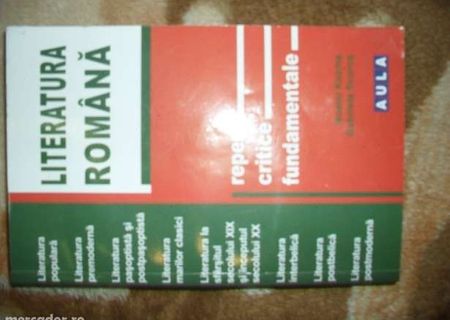 LITERATURA
ROMÂNĂ
critice
fundamentale
AULA
Literatura
populară
Literatura
premodernă
Literatura
pașoptistă și
postpașoptistă
Literatura
marilor clasici
Literatura la
sfârșitul
secolului XIX
și începutul
secolului XX
Literatura
interbelică
Literatura
postbelică
Literatura
postmodernă